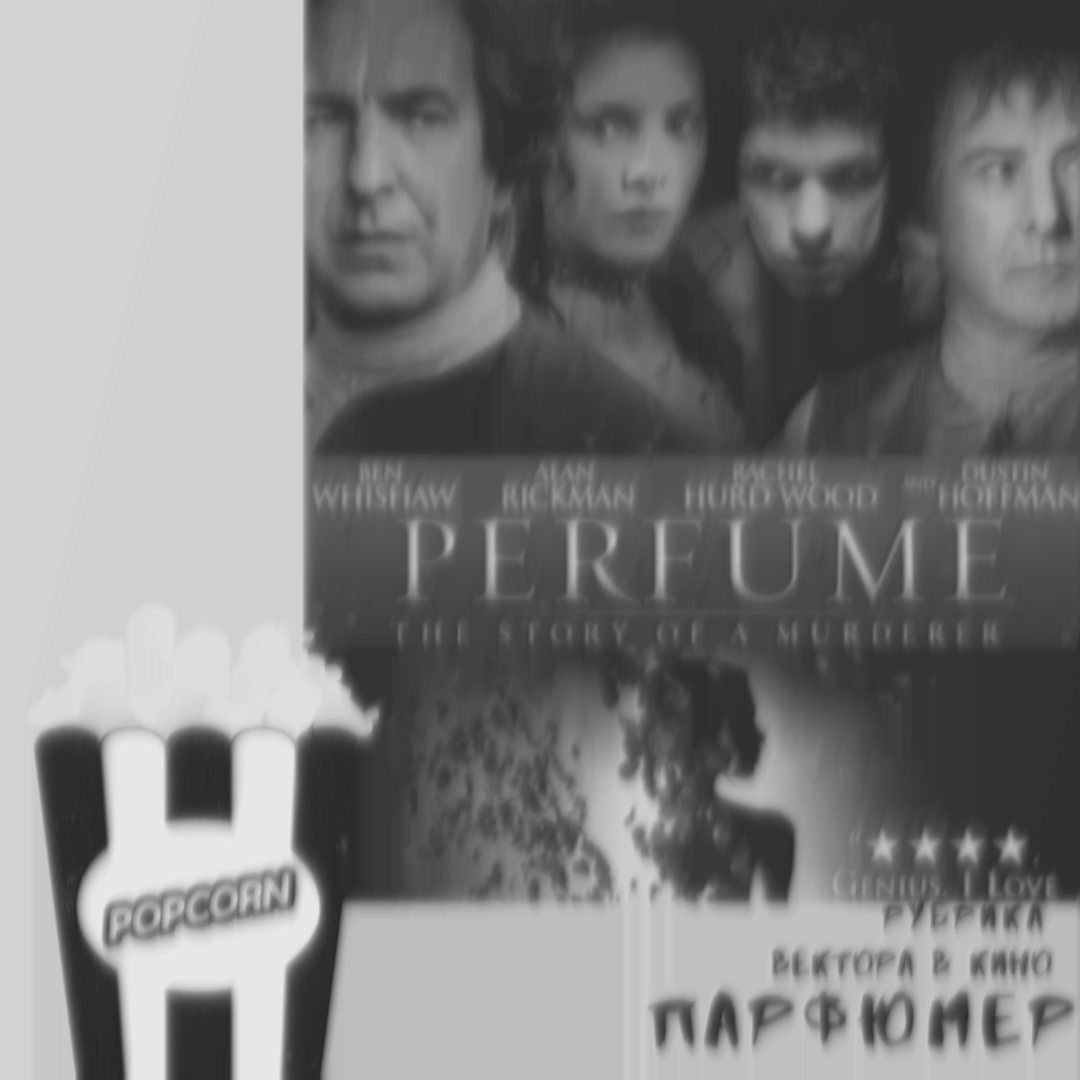 BEN WHISHAW ALAN RICKMAN RACHEL HURD-WOOD AND DUSTIN HOFFMAN
PERFUME
THE STORY OF A MURDERER
★★★★
"GENIUS. I LOVE
POPCORN
РУБРИКА
ВЕКТОРА В КИНО
ПАРФЮМЕР